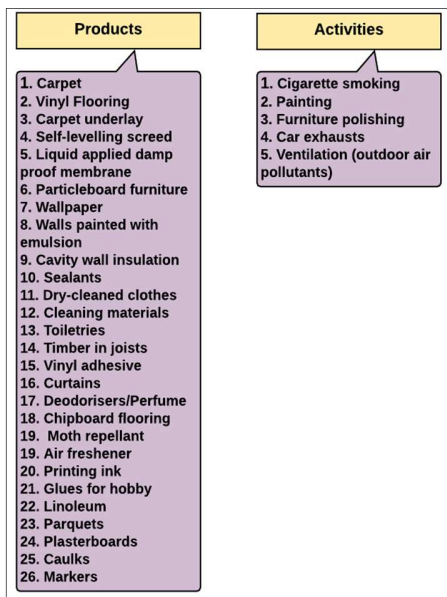 Products
1. Carpet
2. Vinyl Flooring
3. Carpet underlay
4. Self-levelling screed
5. Liquid applied damp
proof membrane
6. Particleboard furniture
7. Wallpaper
8. Walls painted with
emulsion
9. Cavity wall insulation
10. Sealants
11. Dry-cleaned clothes
12. Cleaning materials
13. Toiletries
14. Timber in joists
15. Vinyl adhesive
16. Curtains
17. Deodorisers/Perfume
18. Chipboard flooring
19. Moth repellant
19. Air freshener
20. Printing ink
21. Glues for hobby
22. Linoleum
23. Parquets
24. Plasterboards
25. Caulks
26. Markers
Activities
1. Cigarette smoking
2. Painting
3. Furniture polishing
4. Car exhausts
5. Ventilation (outdoor air
pollutants)